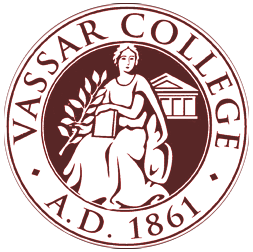 VASSAR COLLEGE
· A.D. 1861 ·